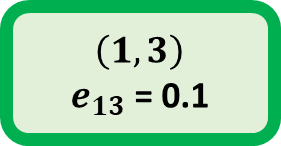 (1,3)
e₁₃ = 0.1